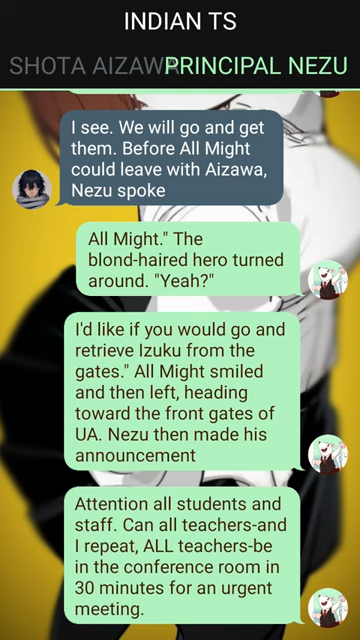 INDIAN TS
SHOTA AIZAWA PRINCIPAL NEZU
I see. We will go and get
them. Before All Might
could leave with Aizawa,
Nezu spoke
All Might." The
blond-haired hero turned
around. "Yeah?"
I'd like if you would go and
retrieve Izuku from the
gates." All Might smiled
and then left, heading
toward the front gates of
UA. Nezu then made his
announcement
Attention all students and
staff. Can all teachers-and
I repeat, ALL teachers-be
in the conference room in
30 minutes for an urgent
meeting.